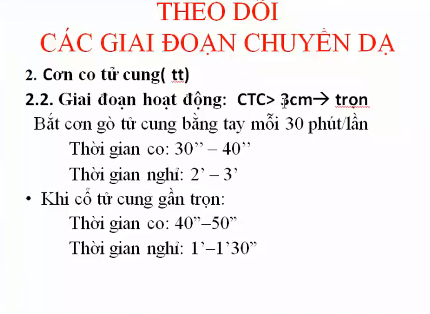 THEO DÕI
CÁC GIAI ĐOẠN CHUYỂN DẠ
2. Cơn co tử cung( tt)
2.2. Giai đoạn hoạt động: CTC> 3cm→ trọn
Bắt cơn gò tử cung bằng tay mỗi 30 phút/lần
Thời gian co: 30’’ – 40’’
Thời gian nghỉ: 2’ – 3’
• Khi cổ tử cung gần trọn:
Thời gian co: 40”–50”
Thời gian nghỉ: 1’–1’30”